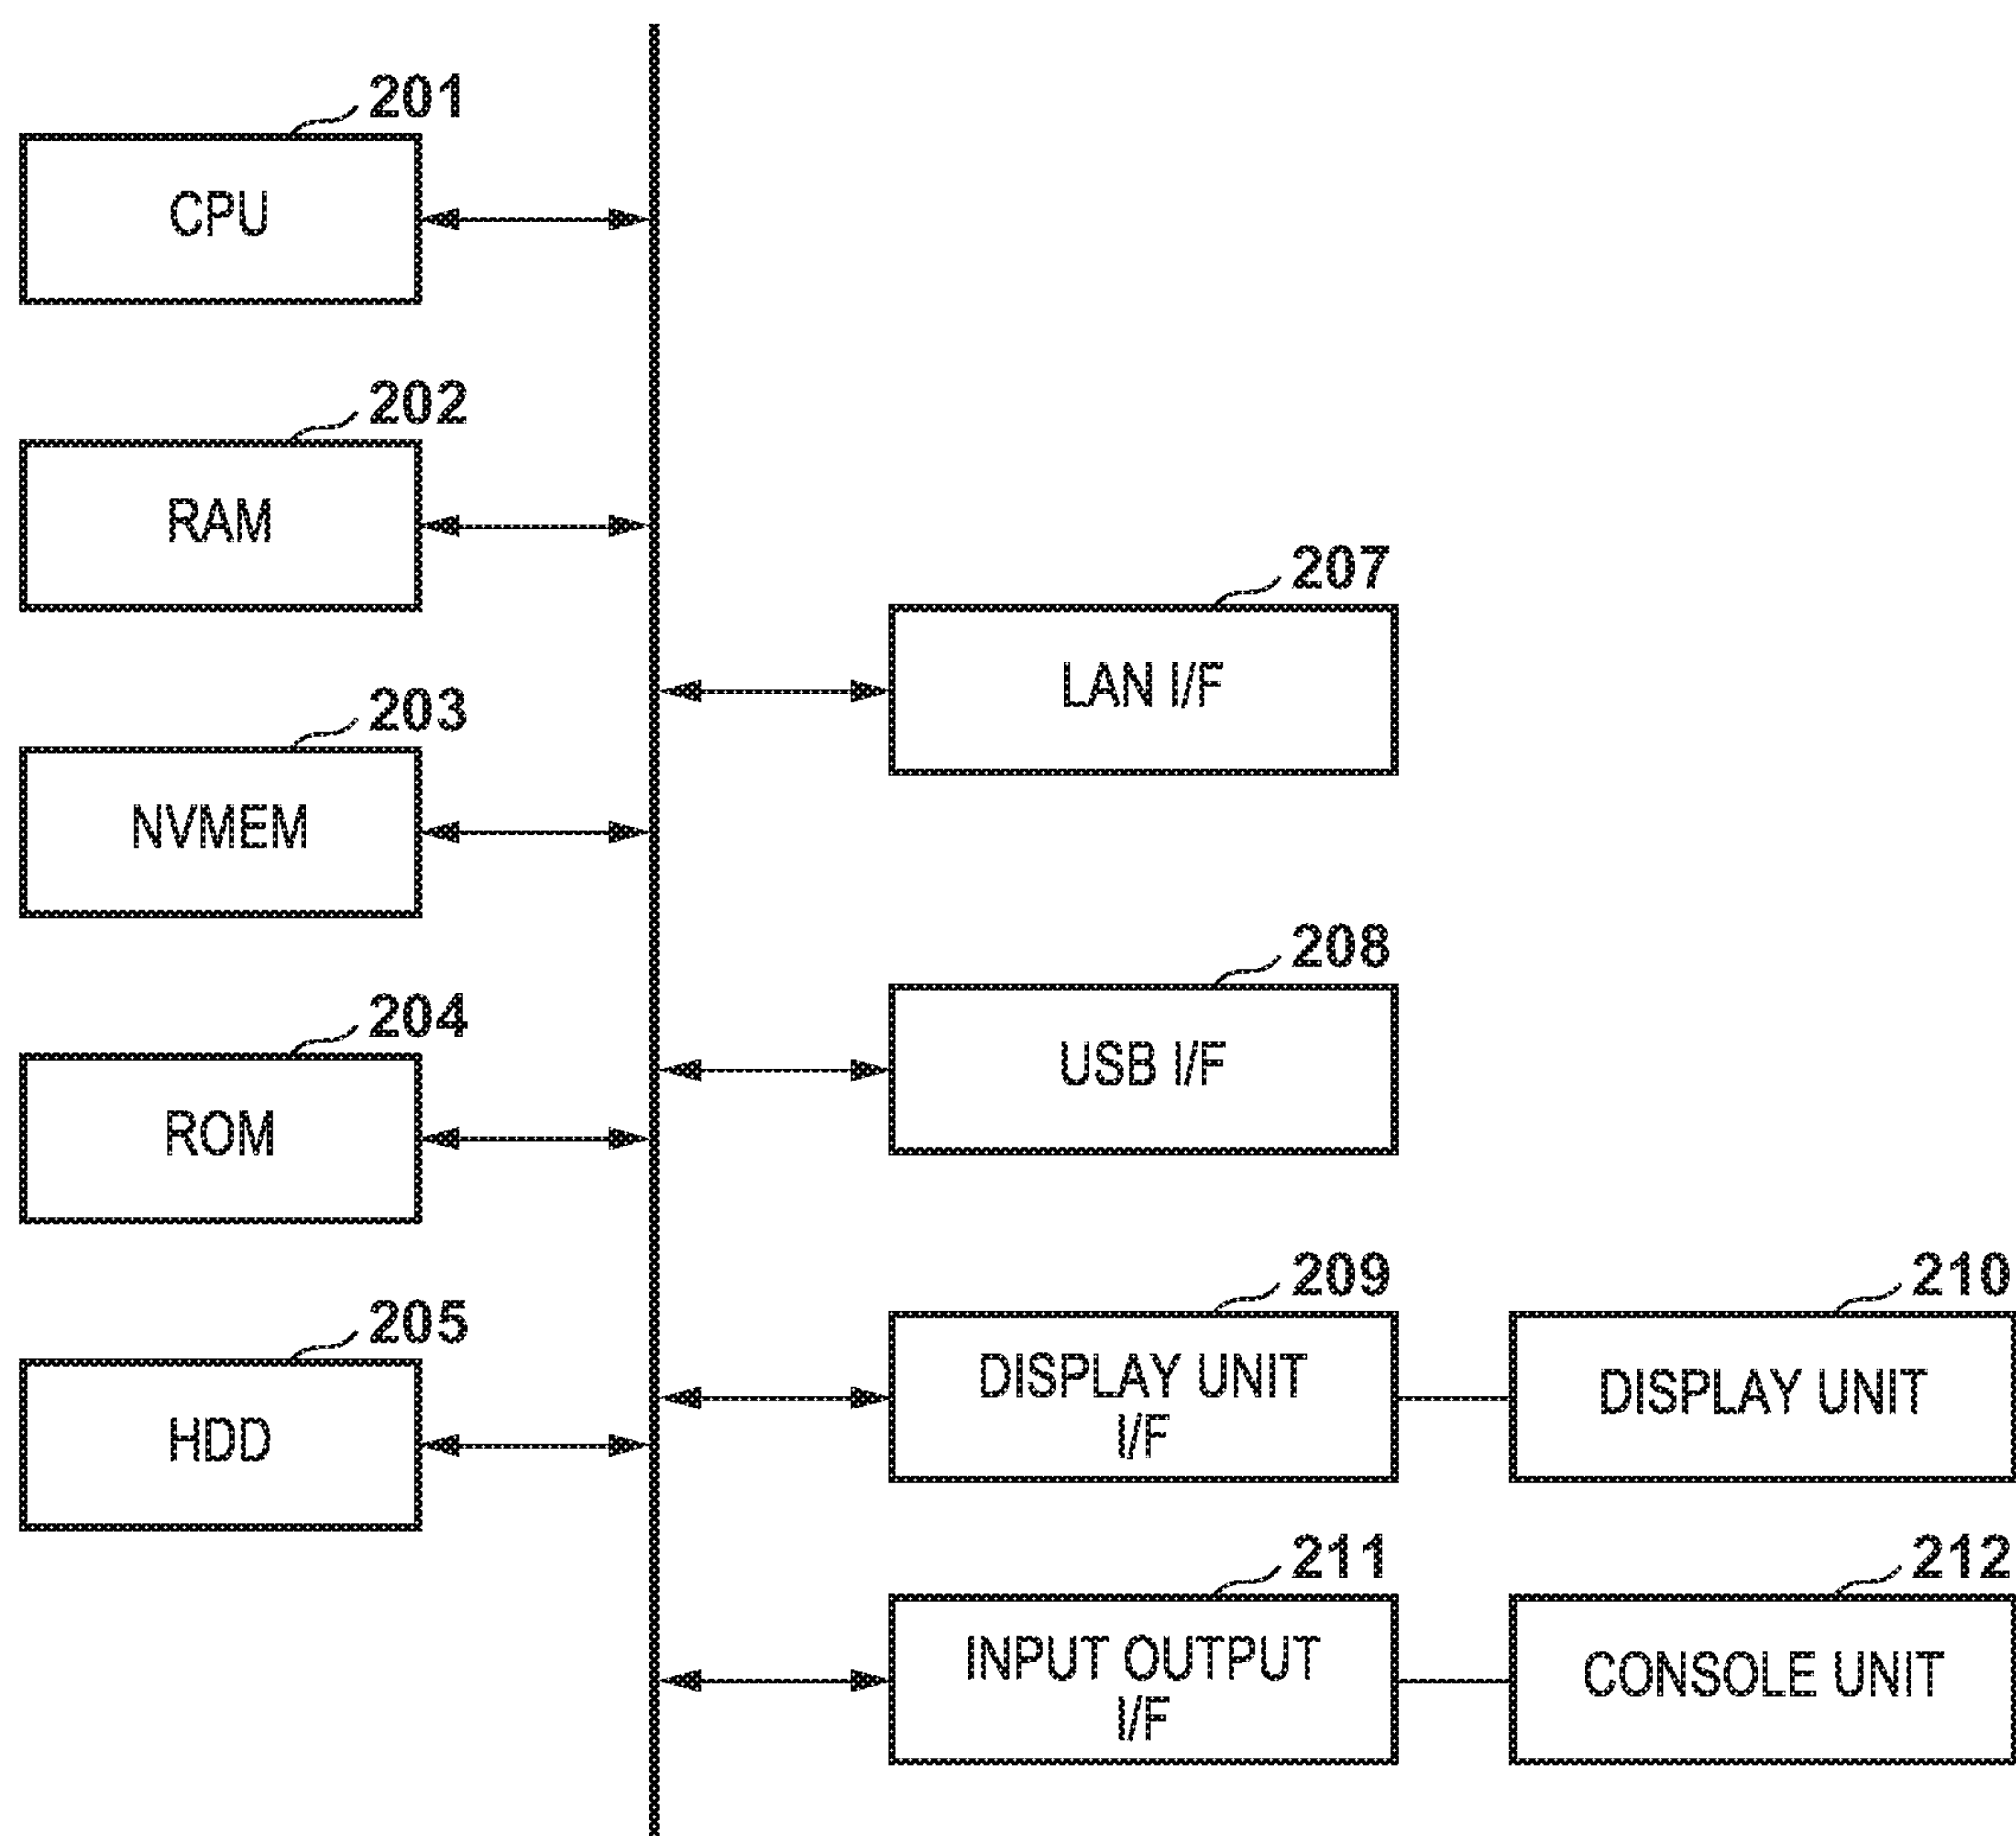 201
CPU
202
RAM
203
NVMEM
204
ROM
205
HDD
207
LAN I/F
208
USB I/F
209
DISPLAY UNIT
I/F
210
DISPLAY UNIT
211
INPUT OUTPUT
I/F
212
CONSOLE UNIT